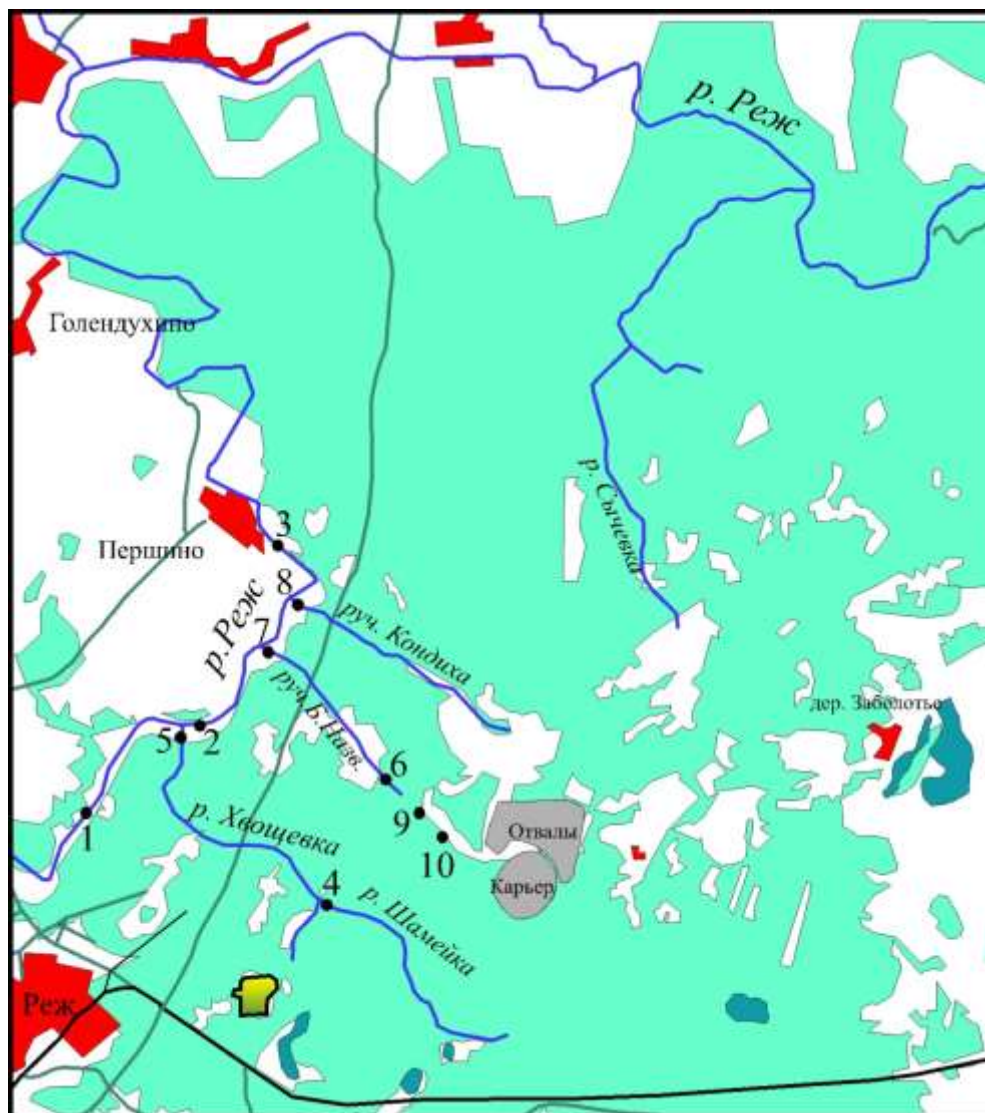 р. Реж
Голендухино
р. Сычевка
Першино
3
8
р.Реж
руч. Кондиха
7
дер. Заболотье
5
2
руч.Б.Назв.
6
1
р. Хвощевка
9
10
Отвалы
Карьер
4
р. Шамейка
Реж